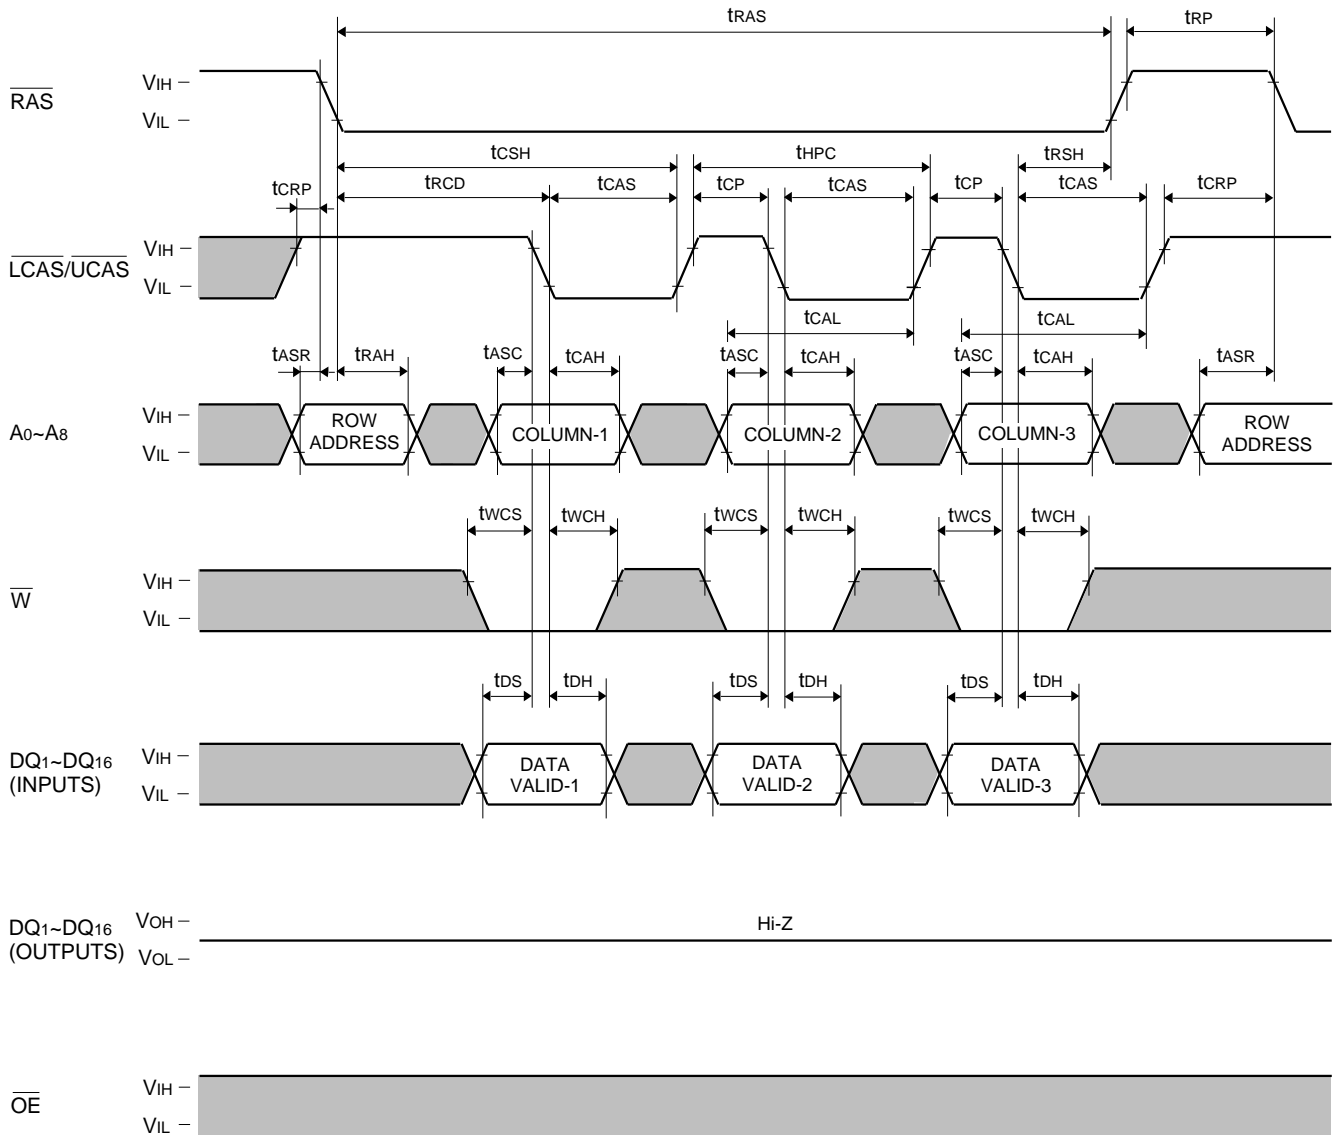 tRAS tRP
RAS VIH
VIL
tCSH tHPC tRSH
tCRP tRCD tCAS tCP tCAS tCP tCAS tCRP
LCAS/UCAS VIH
VIL
tCAL tCAL
tASR tRAH tASC tCAH tASC tCAH tASC tCAH tASR
A0~A8 VIH
VIL
ROW ADDRESS COLUMN-1 COLUMN-2 COLUMN-3 ROW ADDRESS
tWCS tWCH tWCS tWCH tWCS tWCH
W VIH
VIL
tDS tDH tDS tDH tDS tDH
DQ1~DQ16 VIH
(INPUTS) VIL
DATA VALID-1 DATA VALID-2 DATA VALID-3
DQ1~DQ16 VOH Hi-Z
(OUTPUTS) VOL
OE VIH
VIL